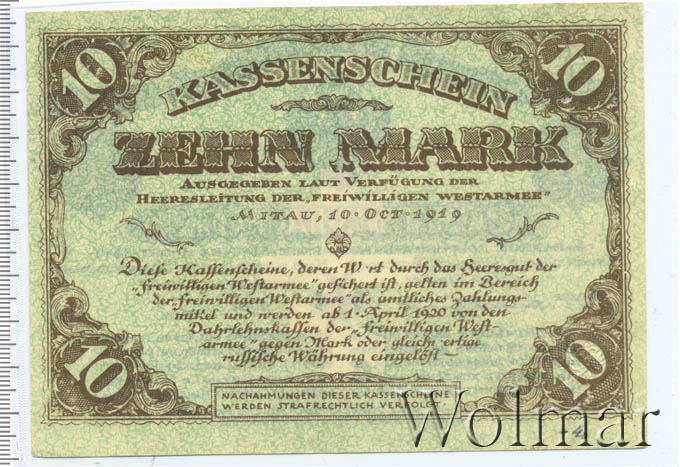 10 10
KASSENSCHEIN
ZEHN MARK
AUSGEGEBEN LAUT VERFÜGUNG DER
HEERESLEITUNG DER „FREIWILLIGEN WESTARMEE“
MITAU, 10·OCT·1919
Diese Kassenscheine, deren W rt durch das Heeresgut der
„freiwilligen Westarmee“ gesichert ist, gelten im Bereich
der „freiwilligen Westarmee“ als amtliches Zahlungs-
mittel und werden ab 1·April 1920 von den
Dahrlehnskassen der „freiwilligen West-
armee“ gegen Mark oder gleichwertige
russische Währung eingelöst –
10 10
NACHAHMUNGEN DIESER KASSENSCHEINE
WERDEN STRAFRECHTLICH VERFOLGT
Wolmar